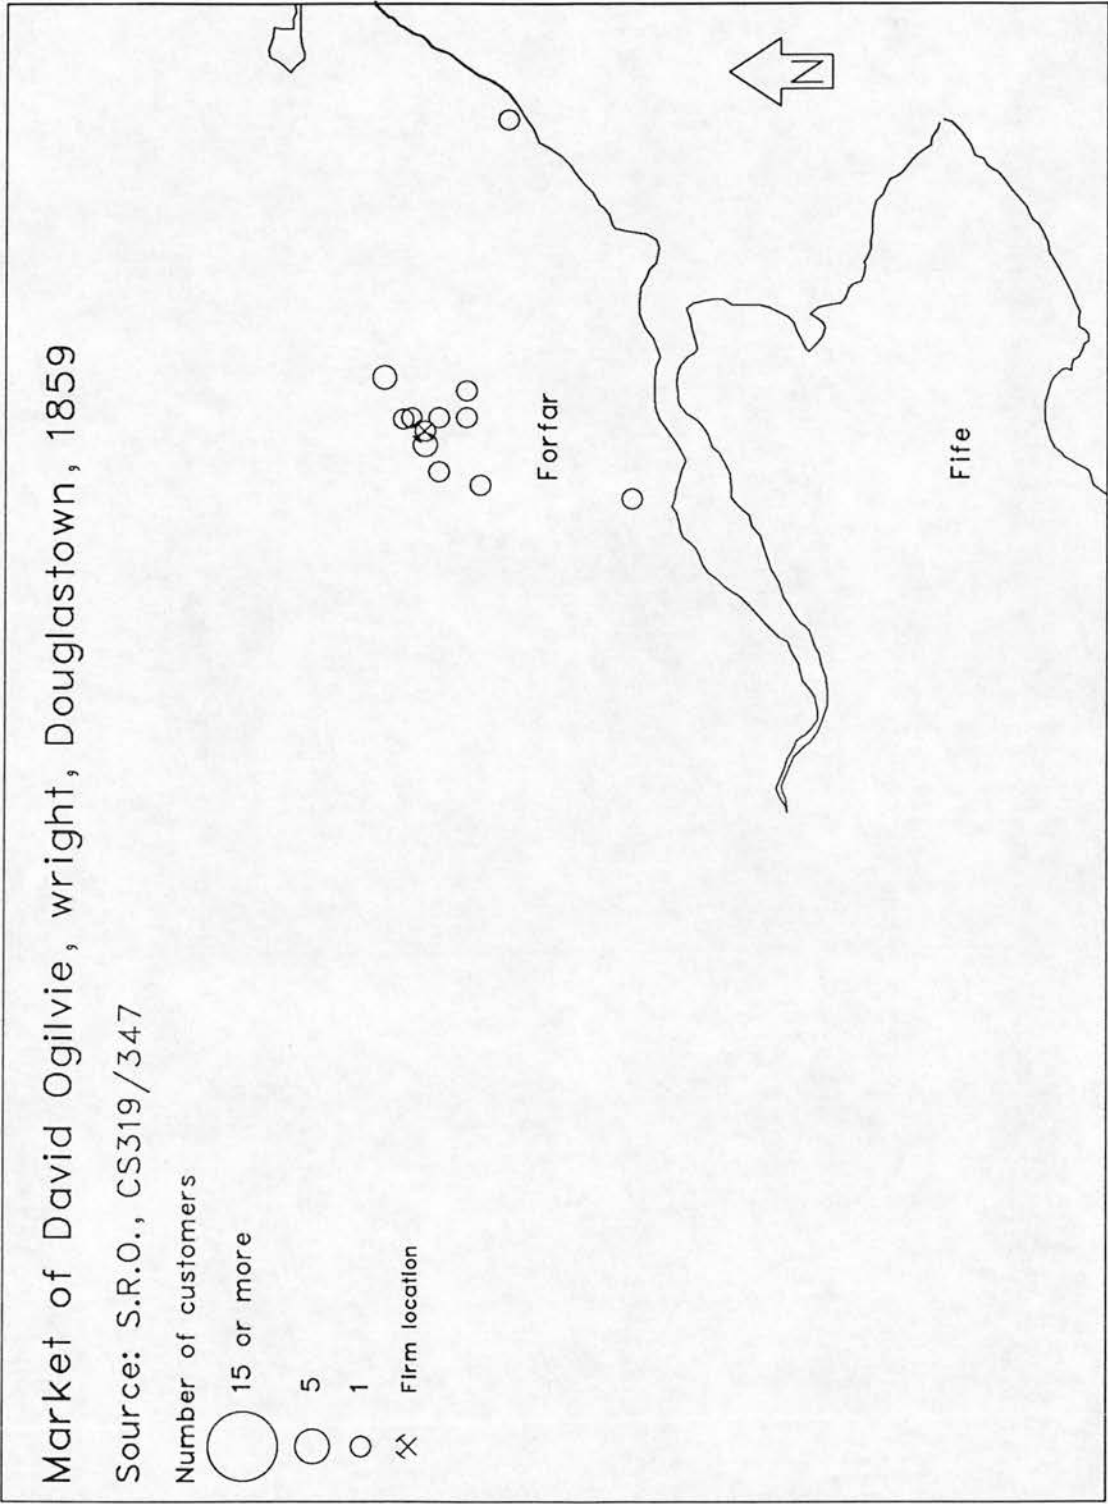 Market of David Ogilvie, wright, Douglastown, 1859
Source: S.R.O., CS319/347
Number of customers
15 or more
5
1
Firm location
Forfar
Fife
N